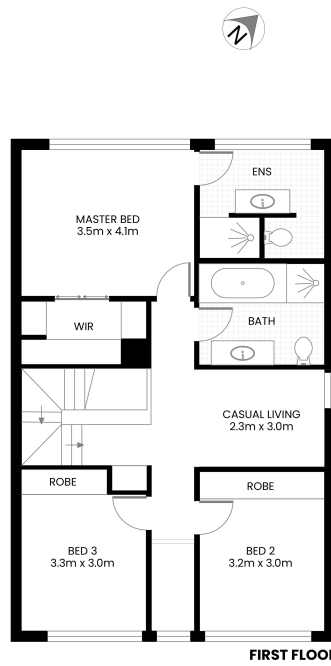 N
ENS
MASTER BED
3.5m x 4.1m
WIR
BATH
CASUAL LIVING
2.3m x 3.0m
ROBE
ROBE
BED 3
3.3m x 3.0m
BED 2
3.2m x 3.0m
FIRST FLOO